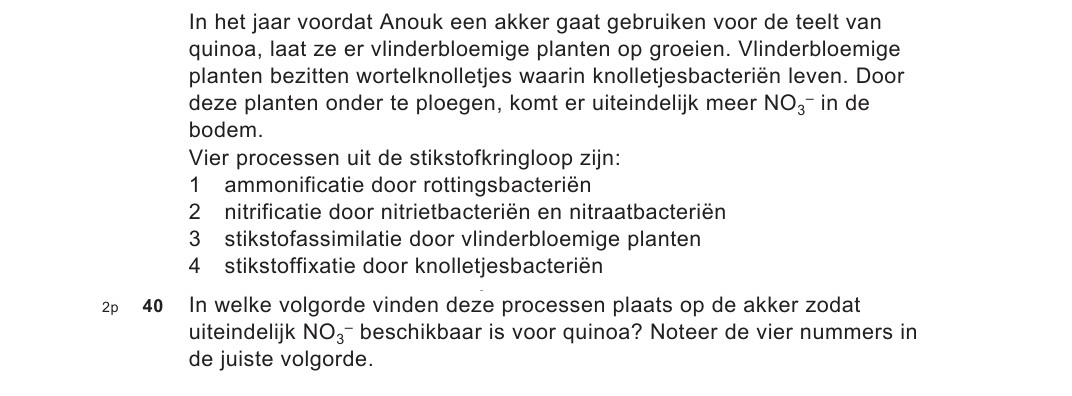 In het jaar voordat Anouk een akker gaat gebruiken voor de teelt van
quinoa, laat ze er vlinderbloemige planten op groeien. Vlinderbloemige
planten bezitten wortelknolletjes waarin knolletjesbacteriën leven. Door
deze planten onder te ploegen, komt er uiteindelijk meer NO₃⁻ in de
bodem.
Vier processen uit de stikstofkringloop zijn:
1 ammonificatie door rottingsbacteriën
2 nitrificatie door nitrietbacteriën en nitraatbacteriën
3 stikstofassimilatie door vlinderbloemige planten
4 stikstoffixatie door knolletjesbacteriën
2p 40 In welke volgorde vinden deze processen plaats op de akker zodat
uiteindelijk NO₃⁻ beschikbaar is voor quinoa? Noteer de vier nummers in
de juiste volgorde.